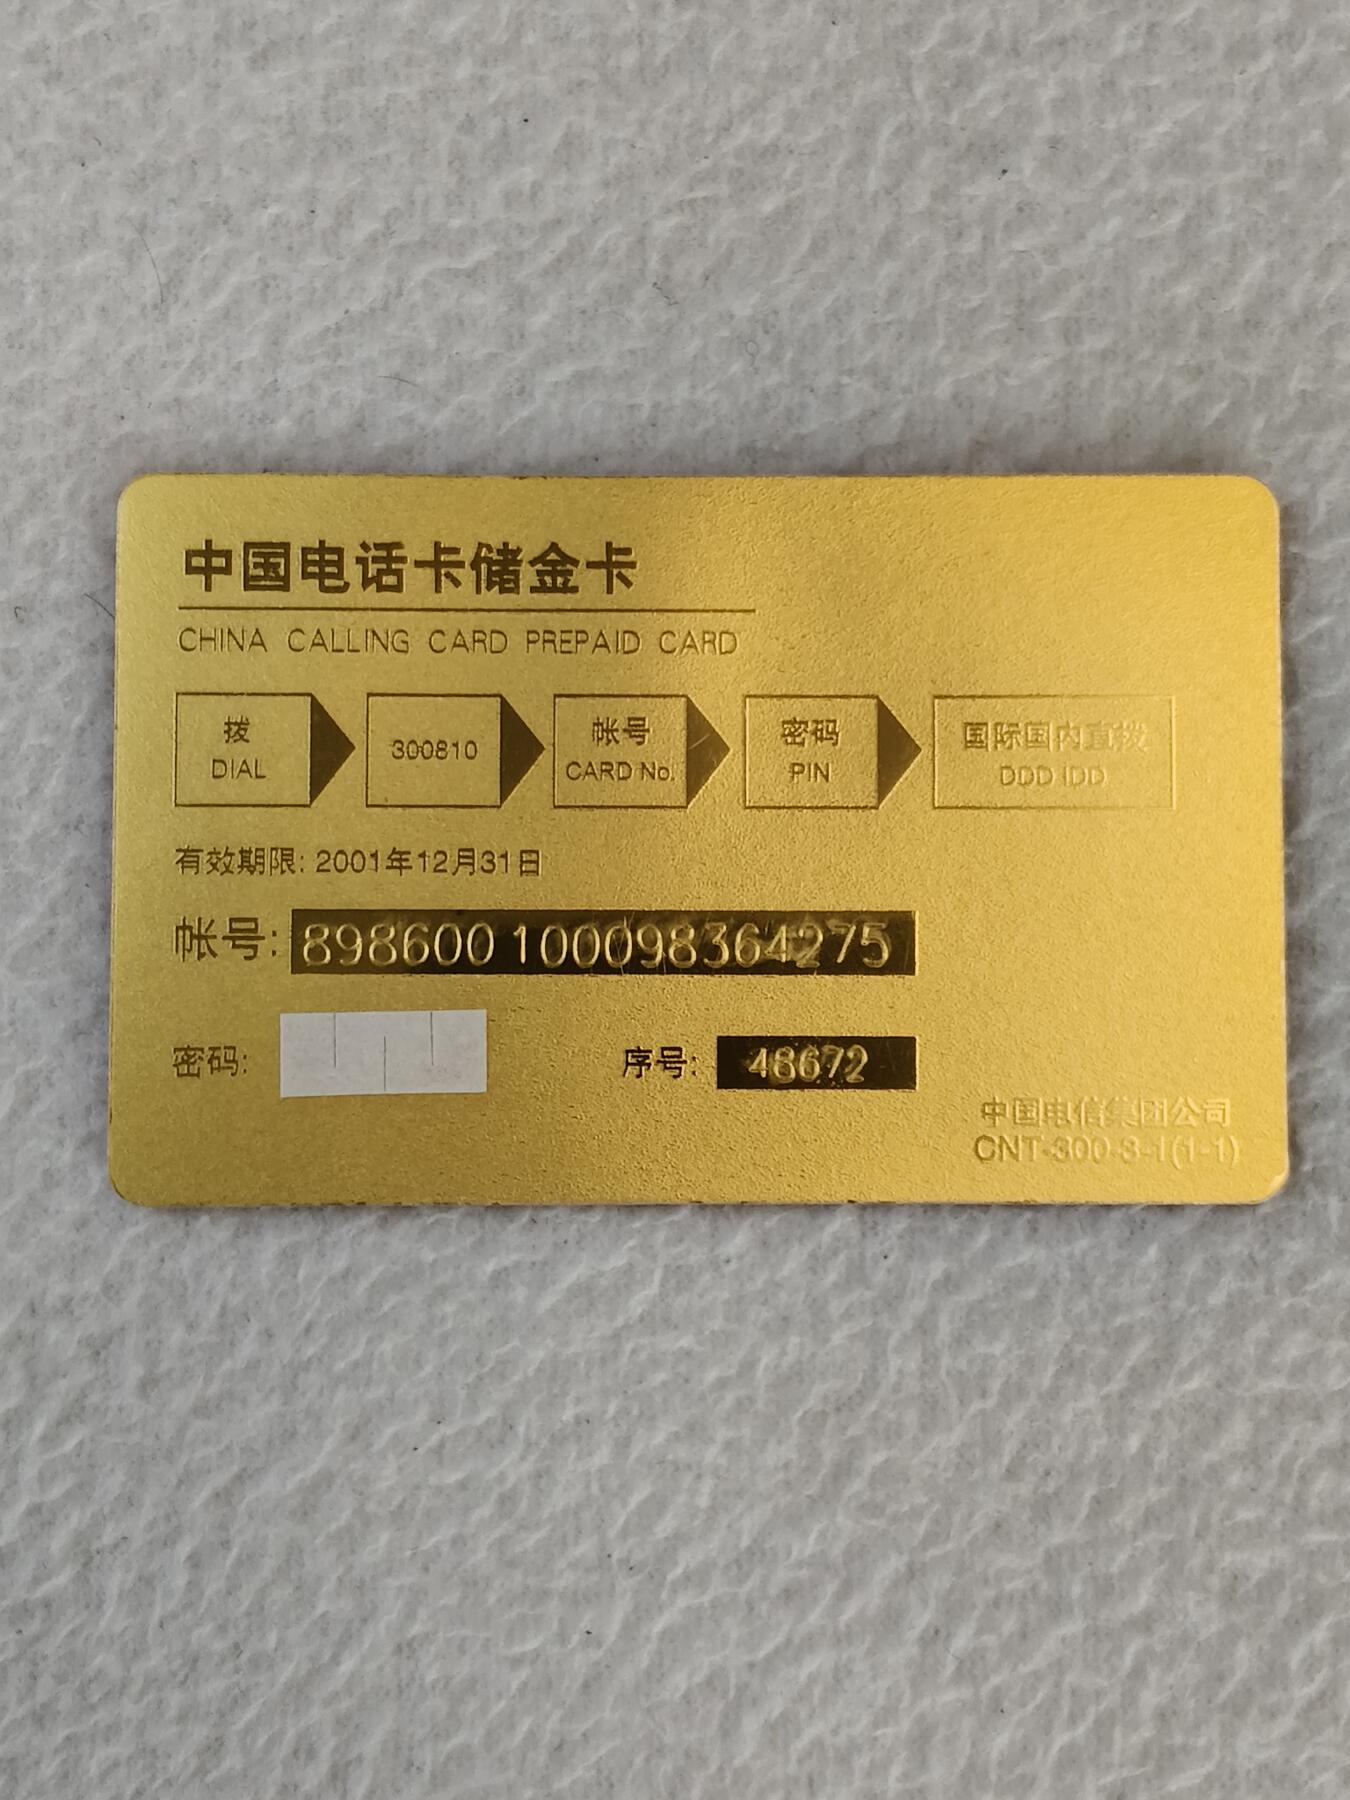 中国电话卡储金卡
CHINA CALLING CARD PREPAID CARD
拨
DIAL
300810
帐号
CARD No.
密码
PIN
国际国内直拨
DDD IDD
有效期限: 2001年12月31日
帐号: 898600 1000098364275
密码:
序号: 48672
中国电信集团公司
CNT-300-3-1(1-1)